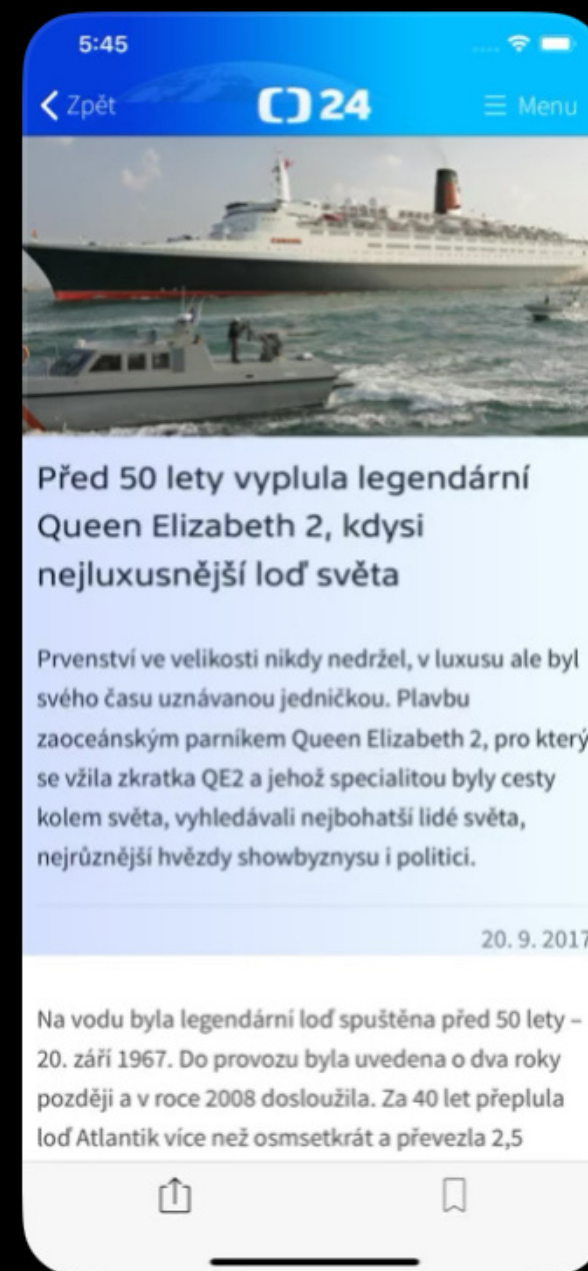 5:45
Zpět
24
Menu
Před 50 lety vyplula legendární
Queen Elizabeth 2, kdysi
nejluxusnější loď světa
Prvenství ve velikosti nikdy nedržel, v luxusu ale byl
svého času uznávanou jedničkou. Plavbu
zaoceánským parníkem Queen Elizabeth 2, pro který
se vžila zkratka QE2 a jehož specialitou byly cesty
kolem světa, vyhledávali nejbohatší lidé světa,
nejrůznější hvězdy showbyznysu i politici.
20. 9. 2017
Na vodu byla legendární loď spuštěna před 50 lety –
20. září 1967. Do provozu byla uvedena o dva roky
později a v roce 2008 dosloužila. Za 40 let přeplula
loď Atlantik více než osmsetkrát a převezla 2,5